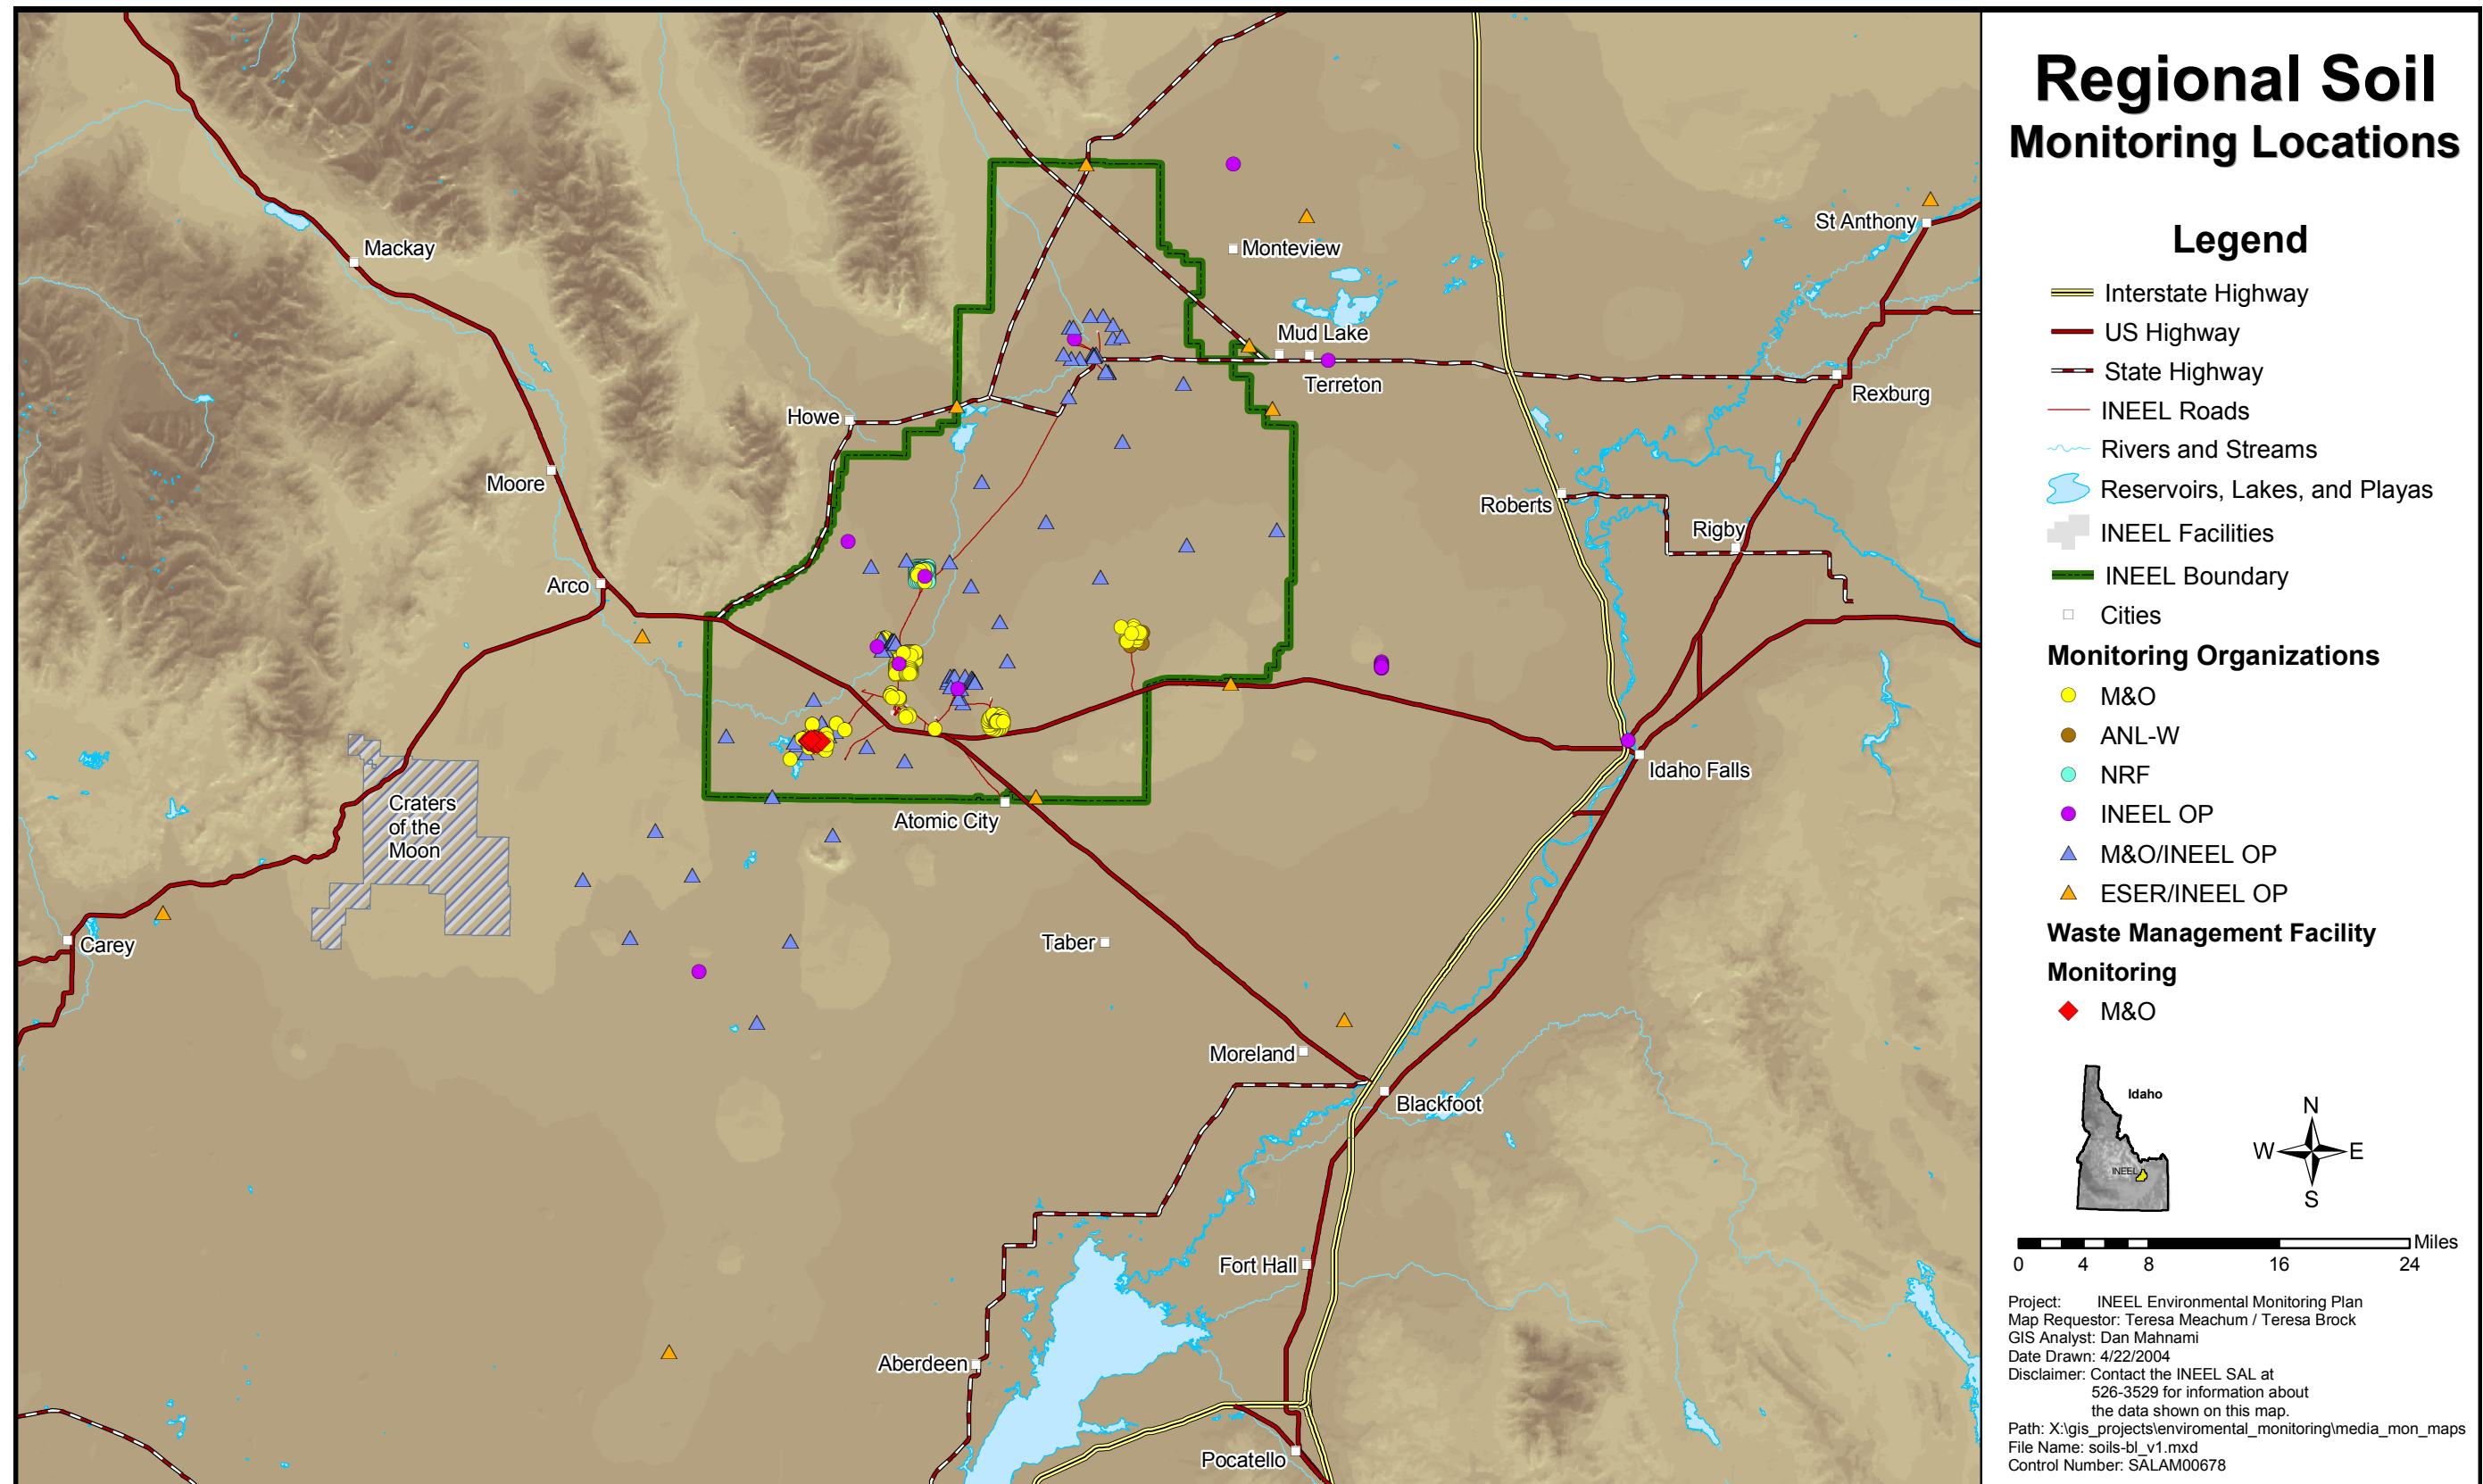 Regional Soil
Monitoring Locations
Legend
Interstate Highway
US Highway
State Highway
INEEL Roads
Rivers and Streams
Reservoirs, Lakes, and Playas
INEEL Facilities
INEEL Boundary
Cities
Monitoring Organizations
M&O
ANL-W
NRF
INEEL OP
M&O/INEEL OP
ESER/INEEL OP
Waste Management Facility
Monitoring
M&O
Idaho
INEEL
N
W
E
S
Miles
0 4 8 16 24
Project: INEEL Environmental Monitoring Plan
Map Requestor: Teresa Meachum / Teresa Brock
GIS Analyst: Dan Mahnami
Date Drawn: 4/22/2004
Disclaimer: Contact the INEEL SAL at
526-3529 for information about
the data shown on this map.
Path: X:\gis_projects\enviromental_monitoring\media_mon_maps
File Name: soils-bl_v1.mxd
Control Number: SALAM00678
St Anthony
Mackay
Monteview
Mud Lake
Terreton
Rexburg
Howe
Moore
Roberts
Rigby
Arco
Idaho Falls
Craters
of the
Moon
Atomic City
Carey
Taber
Moreland
Blackfoot
Fort Hall
Aberdeen
Pocatello